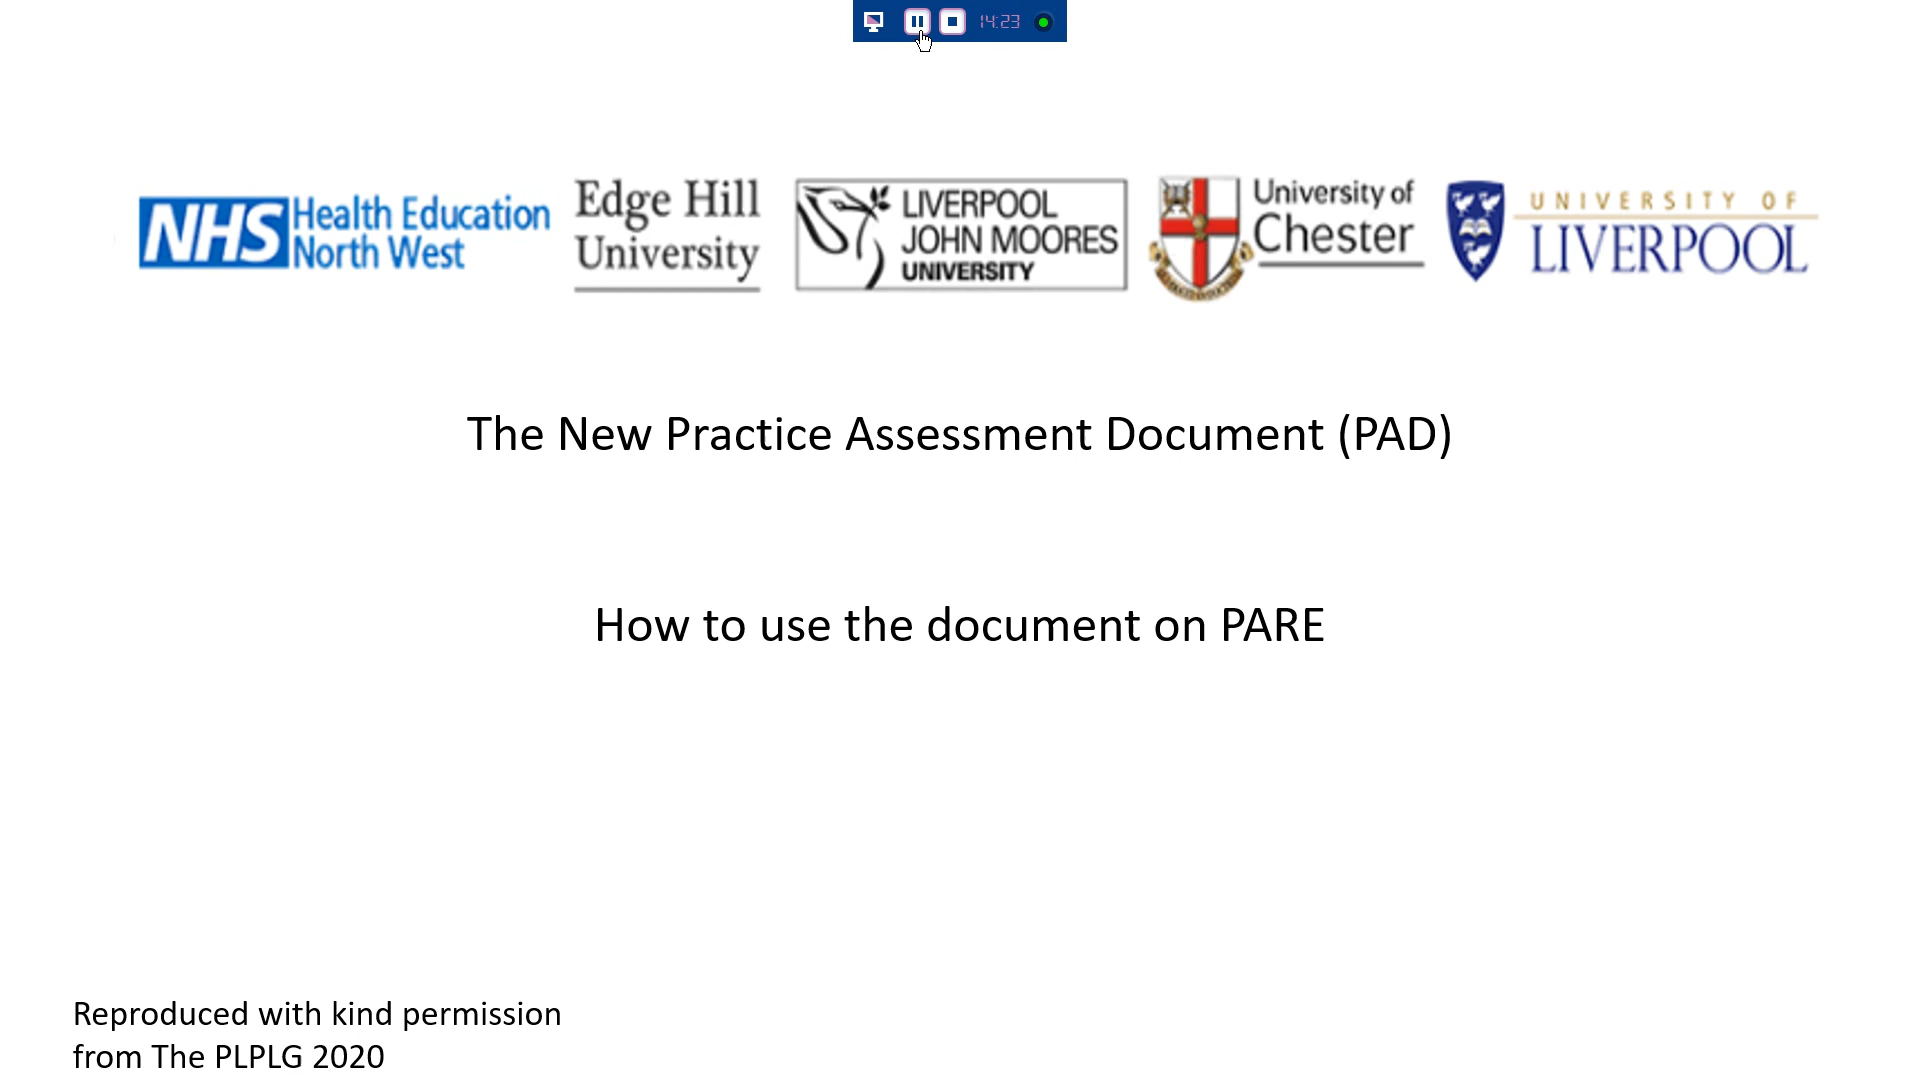 14:23
NHS Health Education
North West
Edge Hill
University
LIVERPOOL
JOHN MOORES
UNIVERSITY
University of
Chester
UNIVERSITY OF
LIVERPOOL
The New Practice Assessment Document (PAD)
How to use the document on PARE
Reproduced with kind permission
from The PLPLG 2020